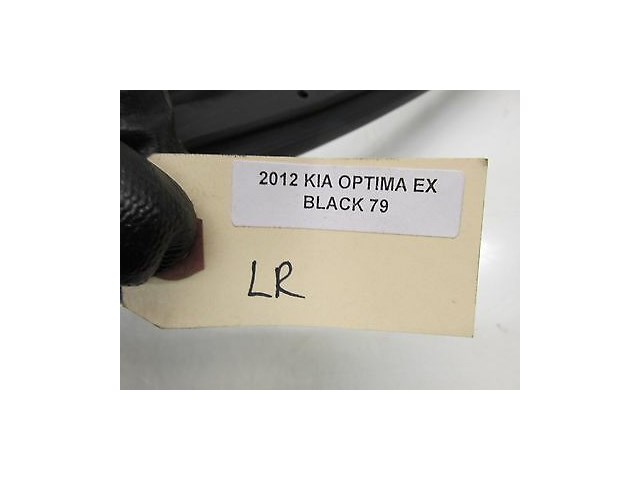 2012 KIA OPTIMA EX
BLACK 79
LR